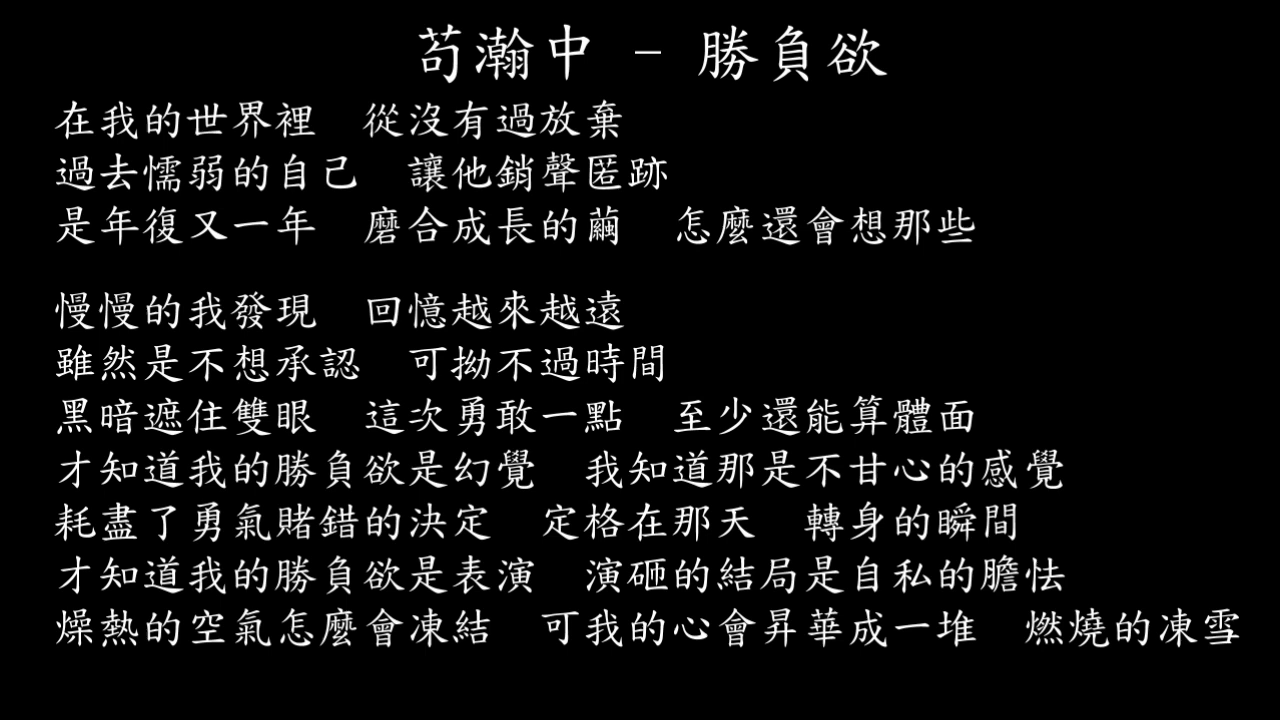 苟瀚中 - 勝負欲
在我的世界裡　從沒有過放棄
過去懦弱的自己　讓他銷聲匿跡
是年復又一年　磨合成長的繭　怎麼還會想那些
慢慢的我發現　回憶越來越遠
雖然是不想承認　可拗不過時間
黑暗遮住雙眼　這次勇敢一點　至少還能算體面
才知道我的勝負欲是幻覺　我知道那是不甘心的感覺
耗盡了勇氣賭錯的決定　定格在那天　轉身的瞬間
才知道我的勝負欲是表演　演砸的結局是自私的膽怯
燥熱的空氣怎麼會凍結　可我的心會昇華成一堆　燃燒的凍雪